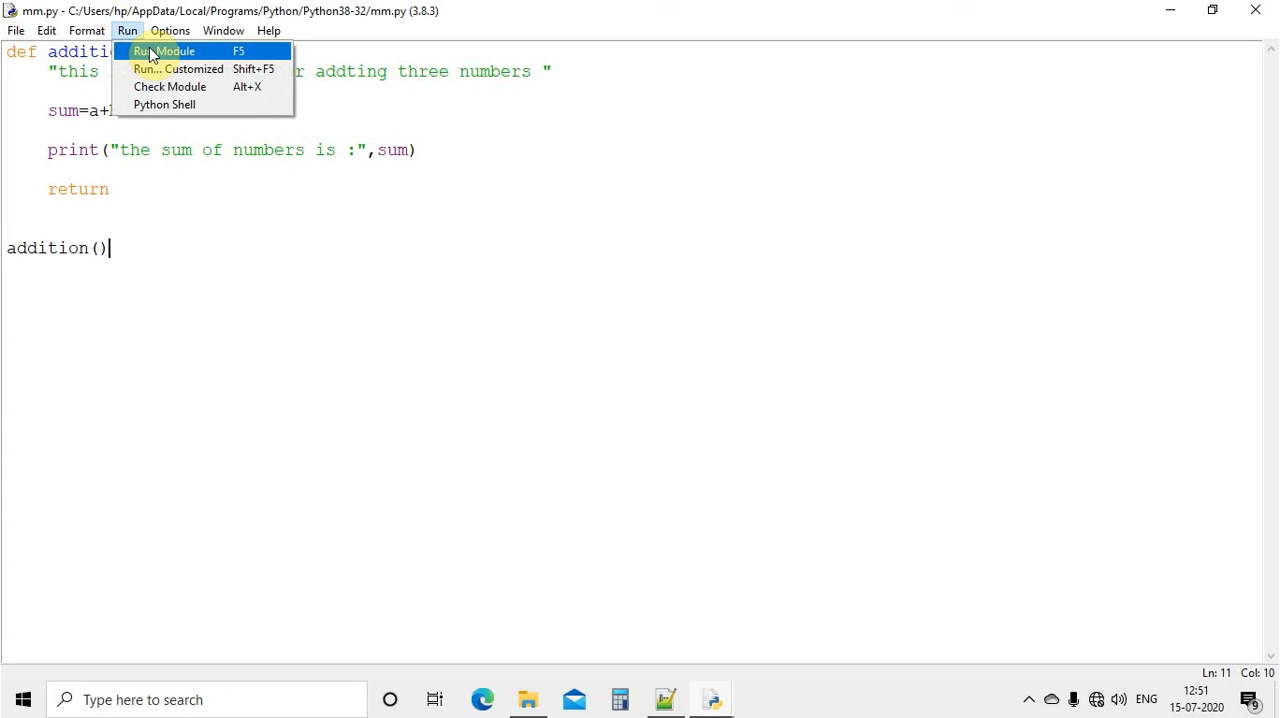 mm.py - C:/Users/hp/AppData/Local/Programs/Python/Python38-32/mm.py (3.8.3)
File Edit Format Run Options Window Help
def
Run Module F5
"this r addting three numbers "
Run... Customized Shift+F5
Check Module Alt+X
Python Shell
sum=a+
print("the sum of numbers is :",sum)
return
addition()
Ln: 11 Col: 10
Type here to search
ENG
12:51
15-07-2020
9